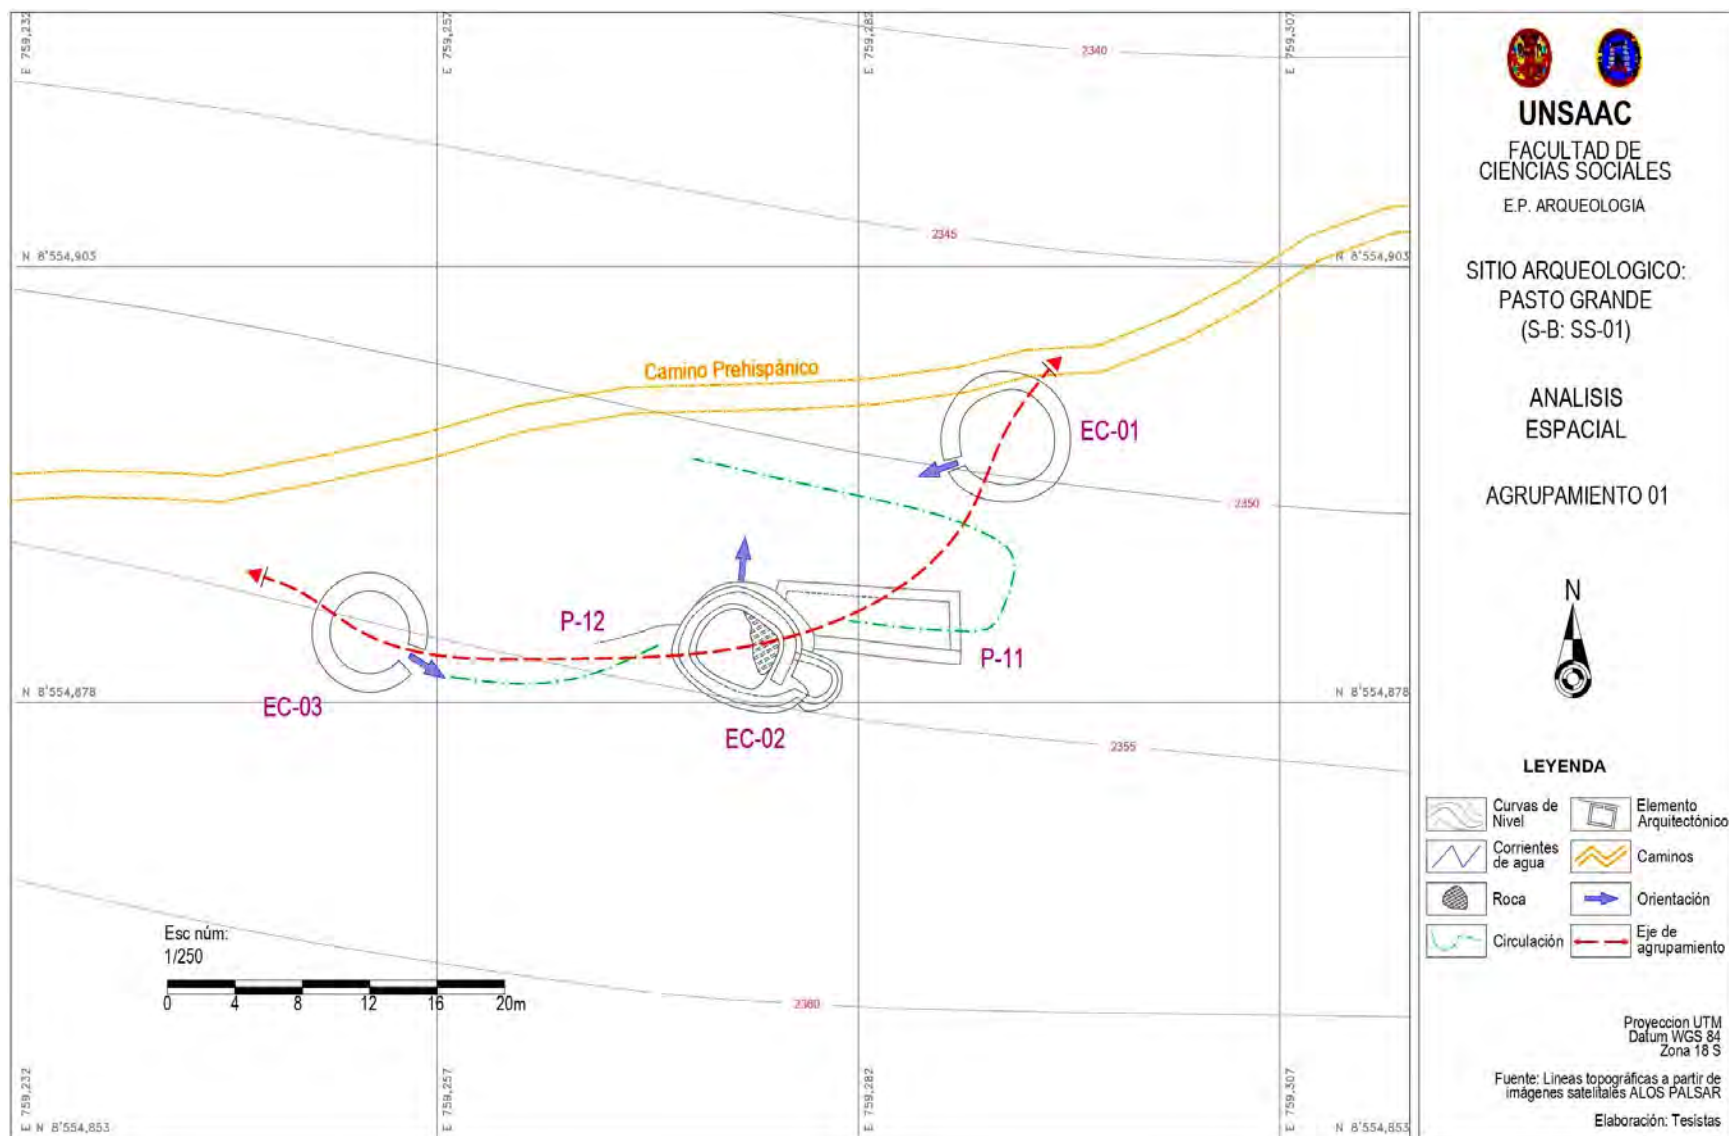 E 759,232
E 759,257
E 759,282
E 759,307
2340
2345
N 8'554,903
N 8'554,903
Camino Prehispánico
EC-01
2350
P-12
P-11
N 8'554,878
N 8'554,878
EC-03
EC-02
2355
Esc núm:
1/250
0 4 8 12 16 20m
2380
E 759,232
E 759,257
E 759,282
E 759,307
N 8'554,853
N 8'554,853
UNSAAC
FACULTAD DE
CIENCIAS SOCIALES
E.P. ARQUEOLOGIA
SITIO ARQUEOLOGICO:
PASTO GRANDE
(S-B: SS-01)
ANALISIS
ESPACIAL
AGRUPAMIENTO 01
N
LEYENDA
Curvas de
Nivel
Elemento
Arquitectónico
Corrientes
de agua
Caminos
Roca
Orientación
Circulación
Eje de
agrupamiento
Proyeccion UTM
Datum WGS 84
Zona 18 S
Fuente: Lineas topográficas a partir de
imágenes satelitales ALOS PALSAR
Elaboración: Tesistas